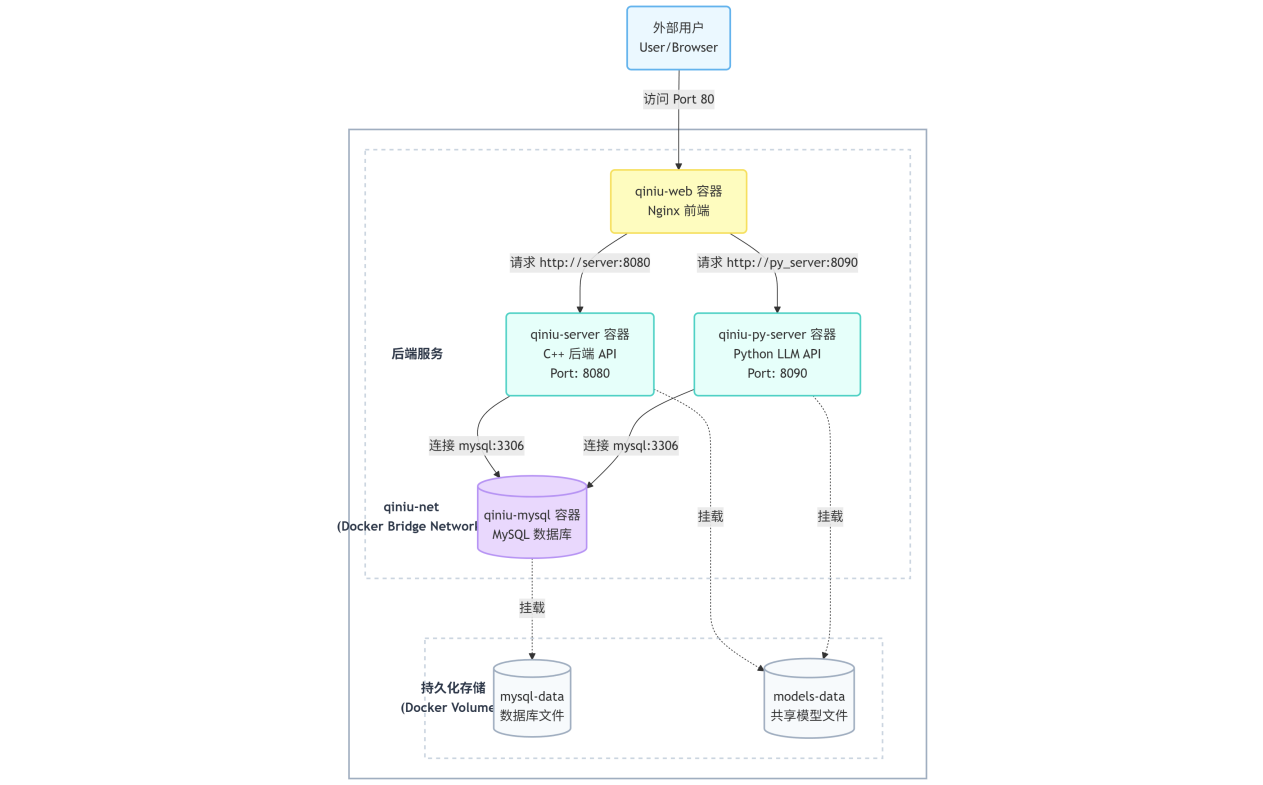 外部用户
User/Browser
访问 Port 80
qiniu-web 容器
Nginx 前端
请求 http://server:8080
请求 http://py_server:8090
qiniu-server 容器
C++ 后端 API
Port: 8080
qiniu-py-server 容器
Python LLM API
Port: 8090
后端服务
连接 mysql:3306
连接 mysql:3306
qiniu-net
(Docker Bridge Network
qiniu-mysql 容器
MySQL 数据库
挂载
挂载
挂载
持久化存储
(Docker Volume
mysql-data
数据库文件
models-data
共享模型文件